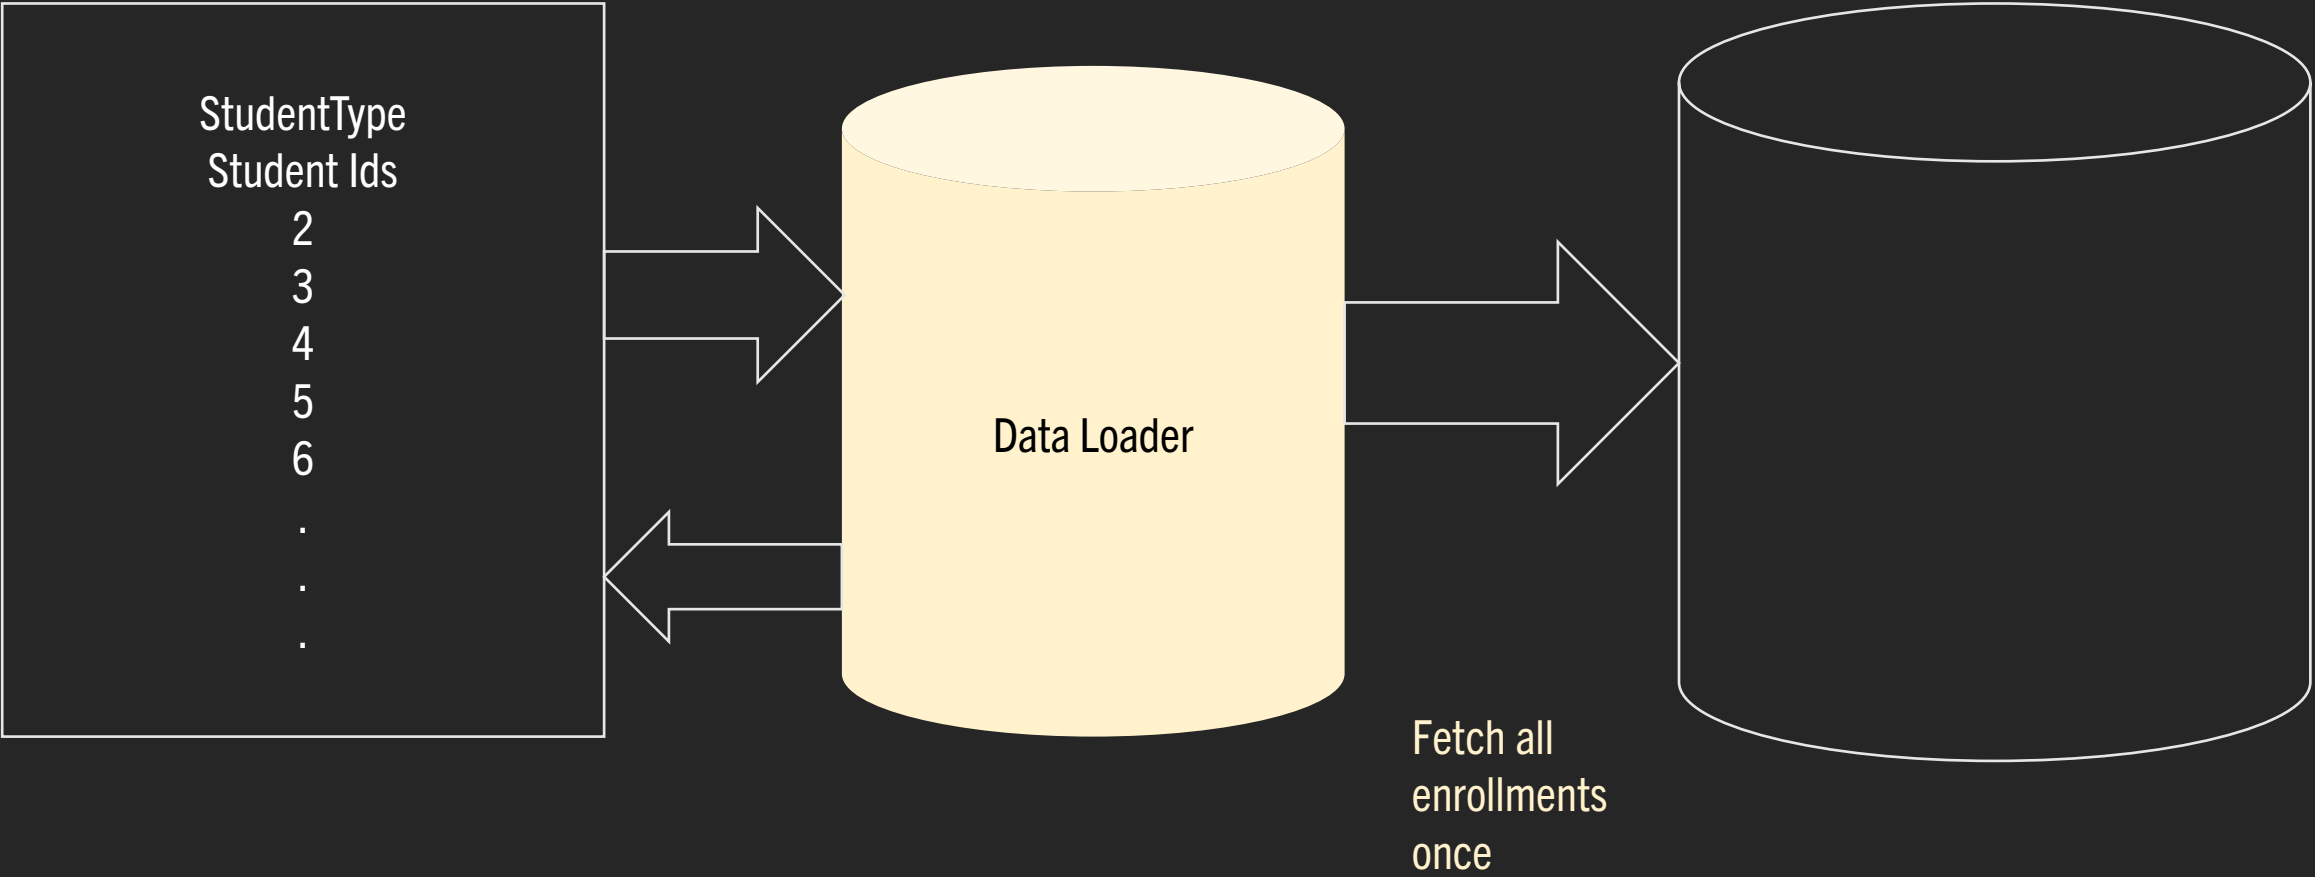 StudentType
Student Ids
2
3
4
5
6
.
.
.
Data Loader
Fetch all
enrollments
once